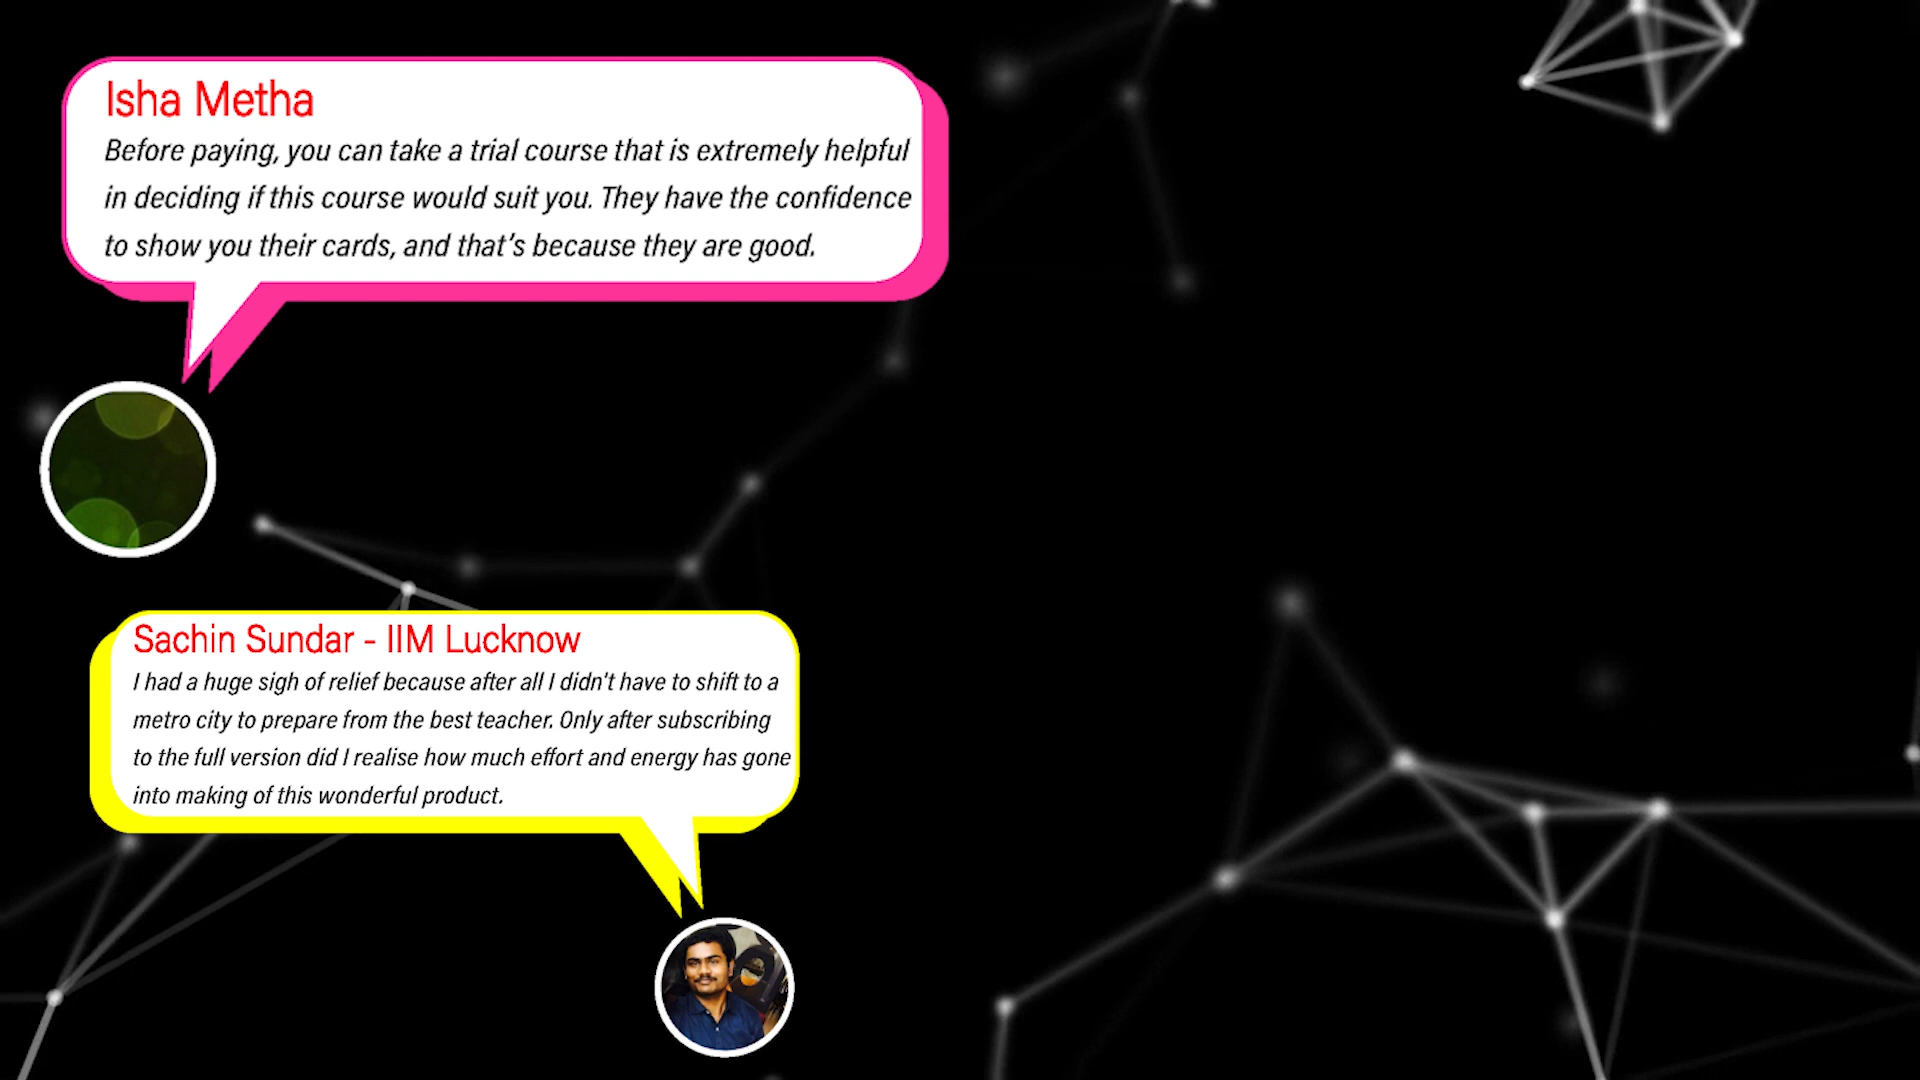 Isha Metha
Before paying, you can take a trial course that is extremely helpful
in deciding if this course would suit you. They have the confidence
to show you their cards, and that's because they are good.
Sachin Sundar - IIM Lucknow
I had a huge sigh of relief because after all I didn't have to shift to a
metro city to prepare from the best teacher. Only after subscribing
to the full version did I realise how much effort and energy has gone
into making of this wonderful product.